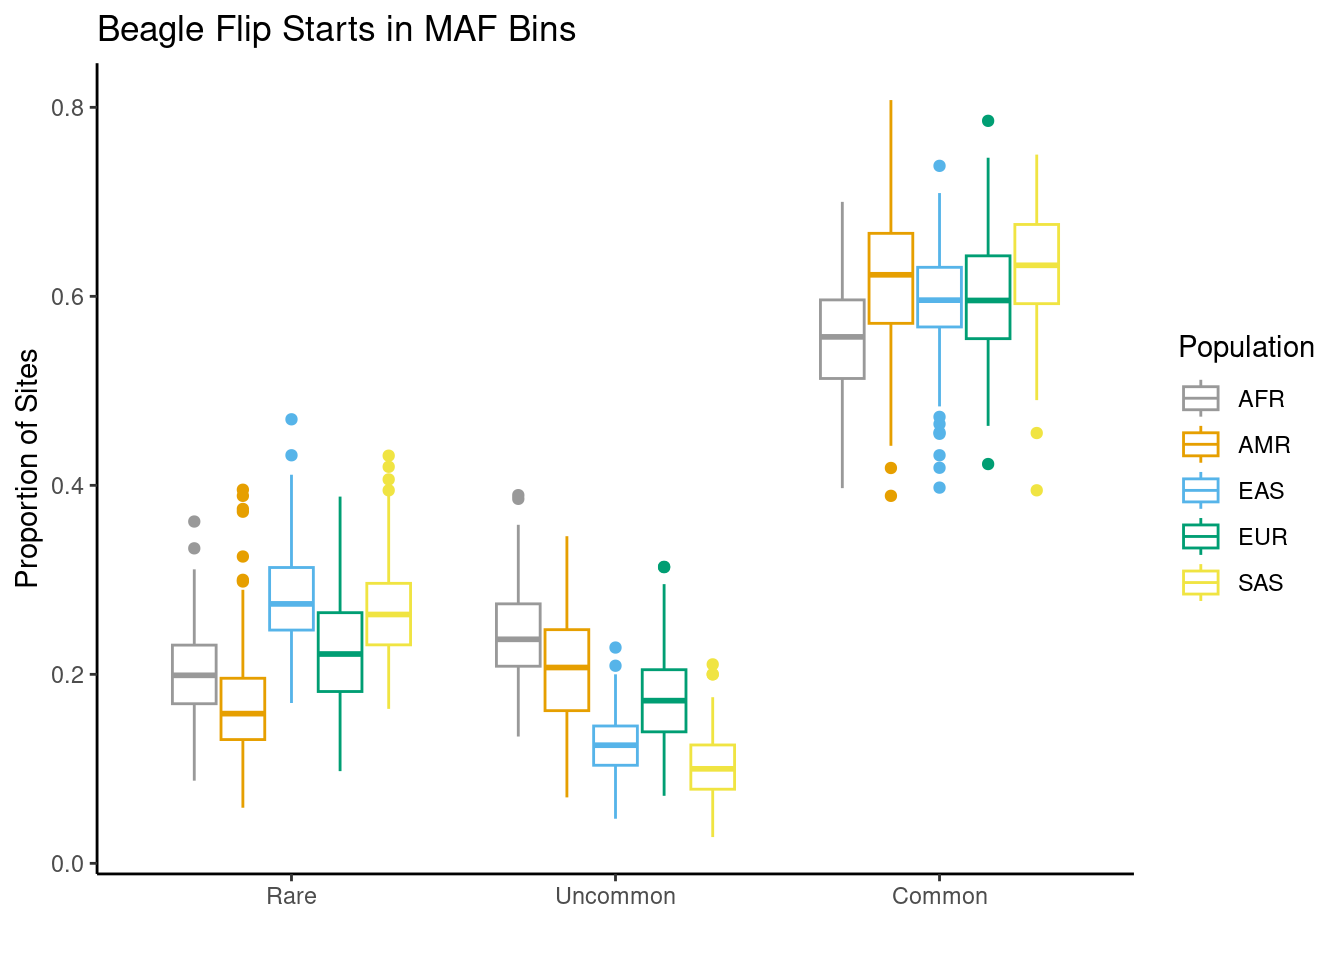 Beagle Flip Starts in MAF Bins
Proportion of Sites
0.8
0.6
0.4
0.2
0.0
Rare
Uncommon
Common
Population
AFR
AMR
EAS
EUR
SAS